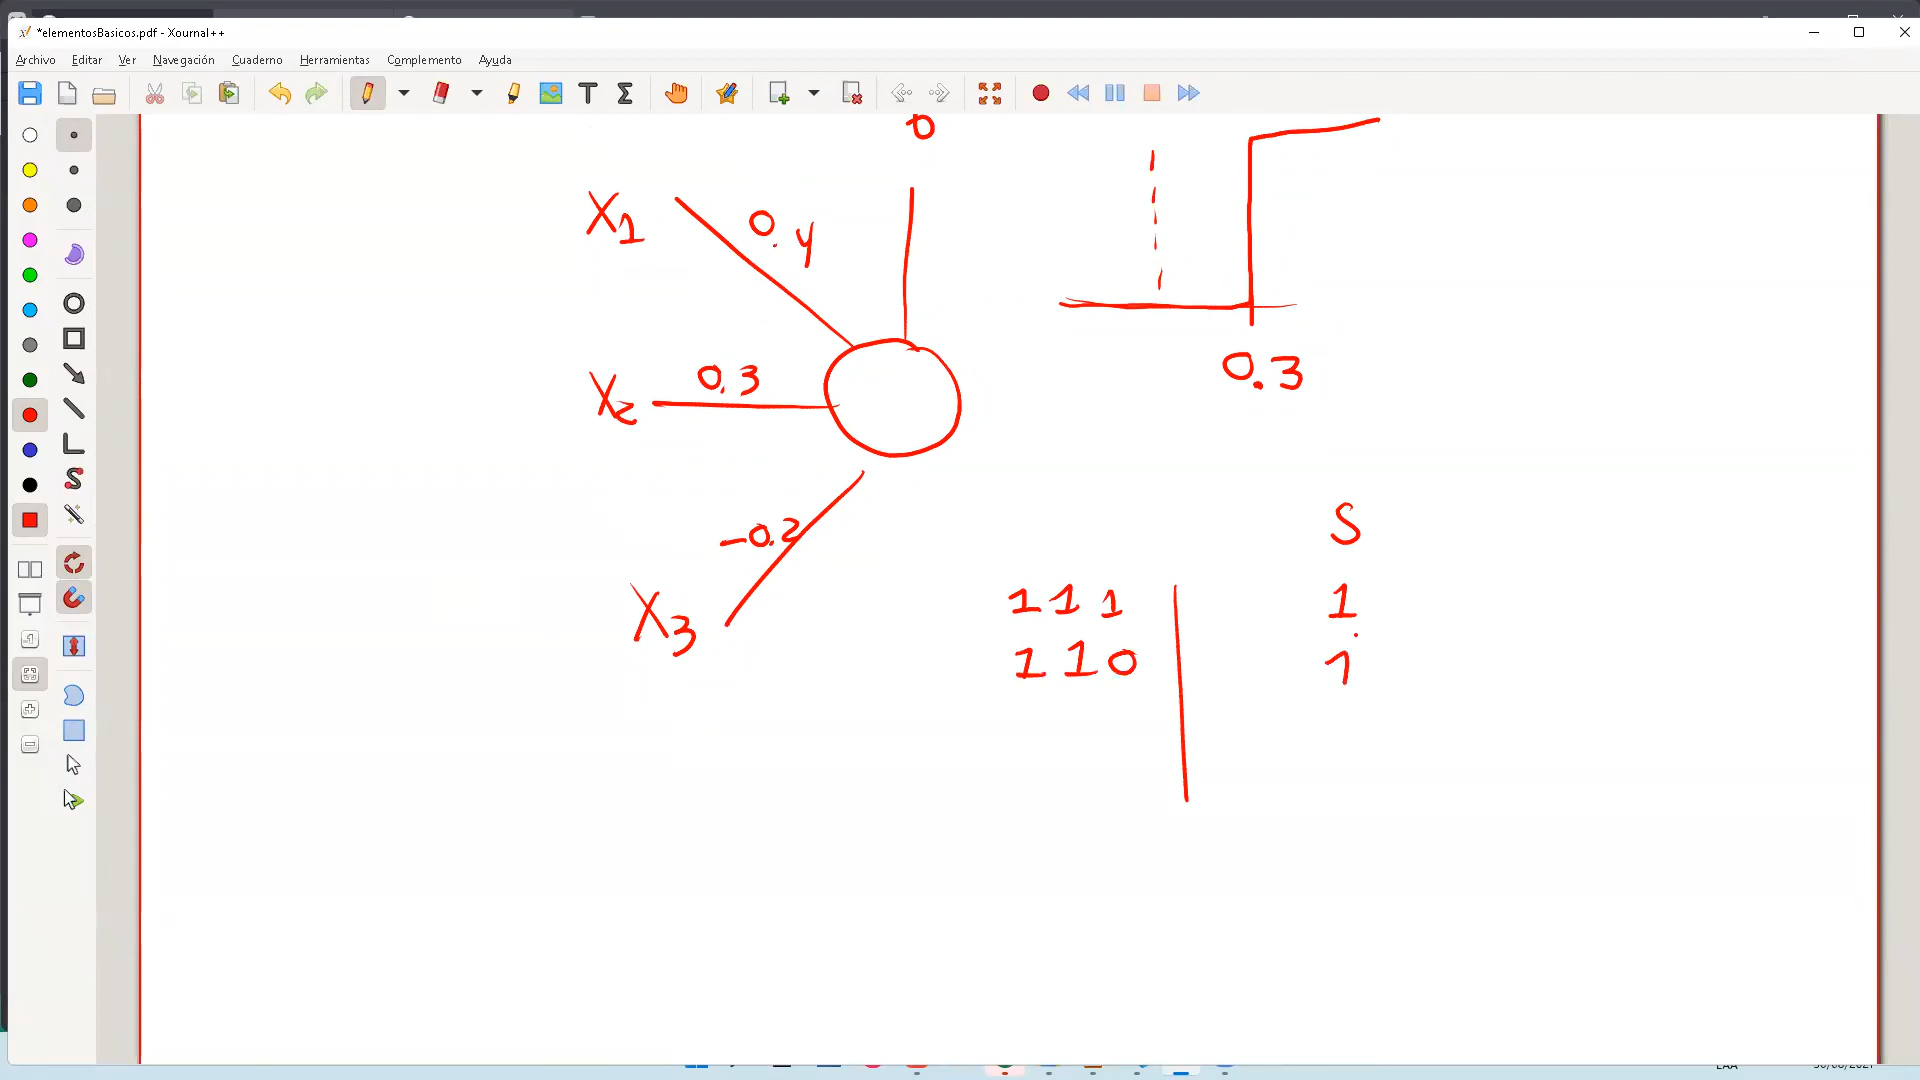 *elementosBasicos.pdf - Xournal++
Archivo Editar Ver Navegación Cuaderno Herramientas Complemento Ayuda
0
X1 0.4
X2 0.3
0.3
-0.2
X3
S
1 1 1 1
1 1 0 1